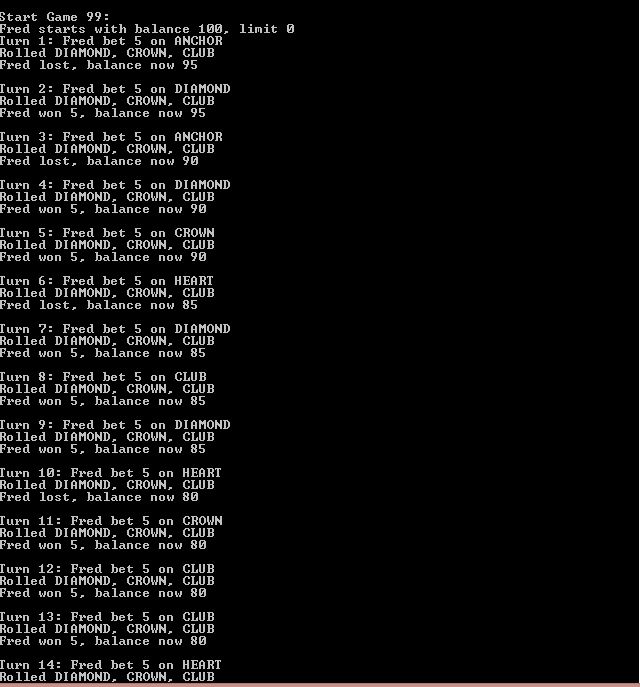 Start Game 99:
Fred starts with balance 100, limit 0
Turn 1: Fred bet 5 on ANCHOR
Rolled DIAMOND, CROWN, CLUB
Fred lost, balance now 95
Turn 2: Fred bet 5 on DIAMOND
Rolled DIAMOND, CROWN, CLUB
Fred won 5, balance now 95
Turn 3: Fred bet 5 on ANCHOR
Rolled DIAMOND, CROWN, CLUB
Fred lost, balance now 90
Turn 4: Fred bet 5 on DIAMOND
Rolled DIAMOND, CROWN, CLUB
Fred won 5, balance now 90
Turn 5: Fred bet 5 on CROWN
Rolled DIAMOND, CROWN, CLUB
Fred won 5, balance now 90
Turn 6: Fred bet 5 on HEART
Rolled DIAMOND, CROWN, CLUB
Fred lost, balance now 85
Turn 7: Fred bet 5 on DIAMOND
Rolled DIAMOND, CROWN, CLUB
Fred won 5, balance now 85
Turn 8: Fred bet 5 on CLUB
Rolled DIAMOND, CROWN, CLUB
Fred won 5, balance now 85
Turn 9: Fred bet 5 on DIAMOND
Rolled DIAMOND, CROWN, CLUB
Fred won 5, balance now 85
Turn 10: Fred bet 5 on HEART
Rolled DIAMOND, CROWN, CLUB
Fred lost, balance now 80
Turn 11: Fred bet 5 on CROWN
Rolled DIAMOND, CROWN, CLUB
Fred won 5, balance now 80
Turn 12: Fred bet 5 on CLUB
Rolled DIAMOND, CROWN, CLUB
Fred won 5, balance now 80
Turn 13: Fred bet 5 on CLUB
Rolled DIAMOND, CROWN, CLUB
Fred won 5, balance now 80
Turn 14: Fred bet 5 on HEART
Rolled DIAMOND, CROWN, CLUB